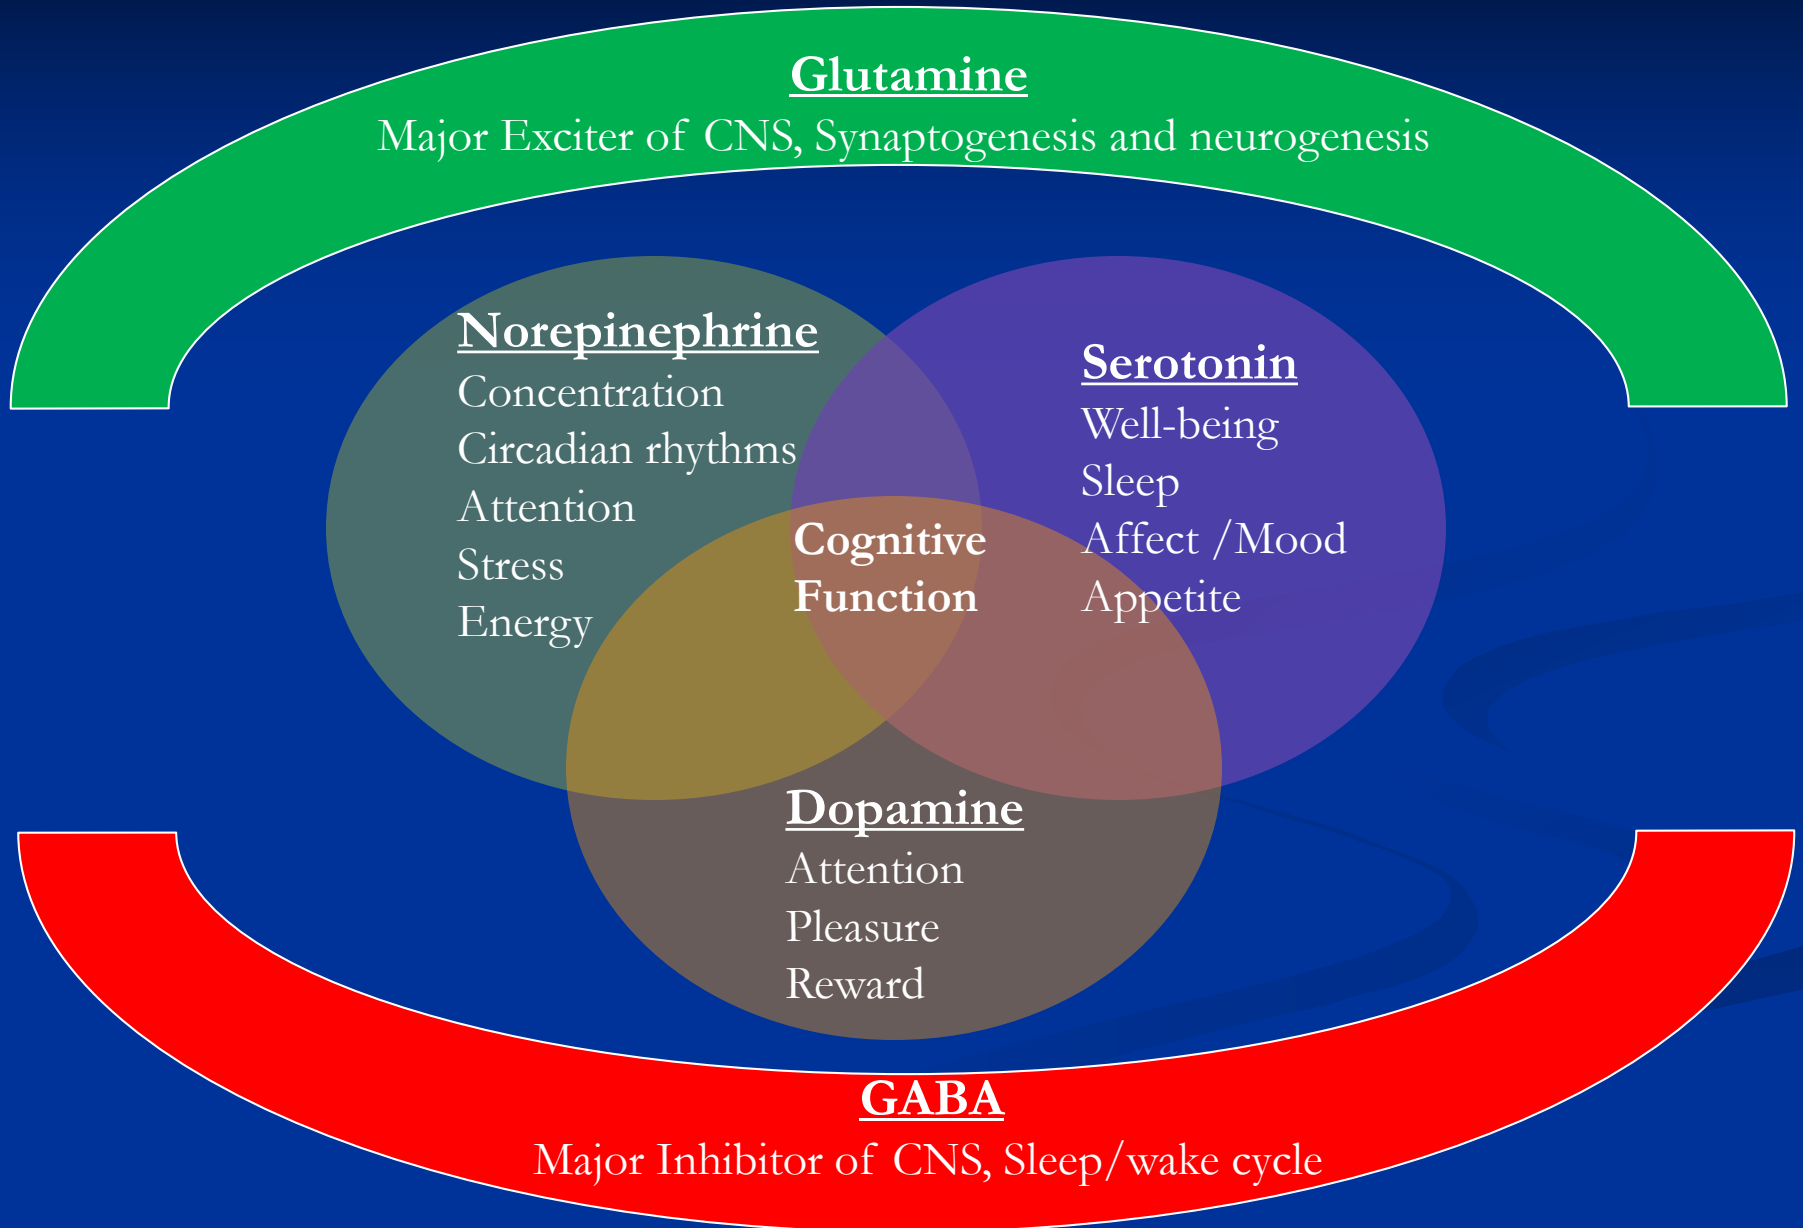 Glutamine
Major Exciter of CNS, Synaptogenesis and neurogenesis
Norepinephrine
Concentration
Circadian rhythms
Attention
Stress
Energy
Serotonin
Well-being
Sleep
Affect /Mood
Appetite
Cognitive
Function
Dopamine
Attention
Pleasure
Reward
GABA
Major Inhibitor of CNS, Sleep/wake cycle